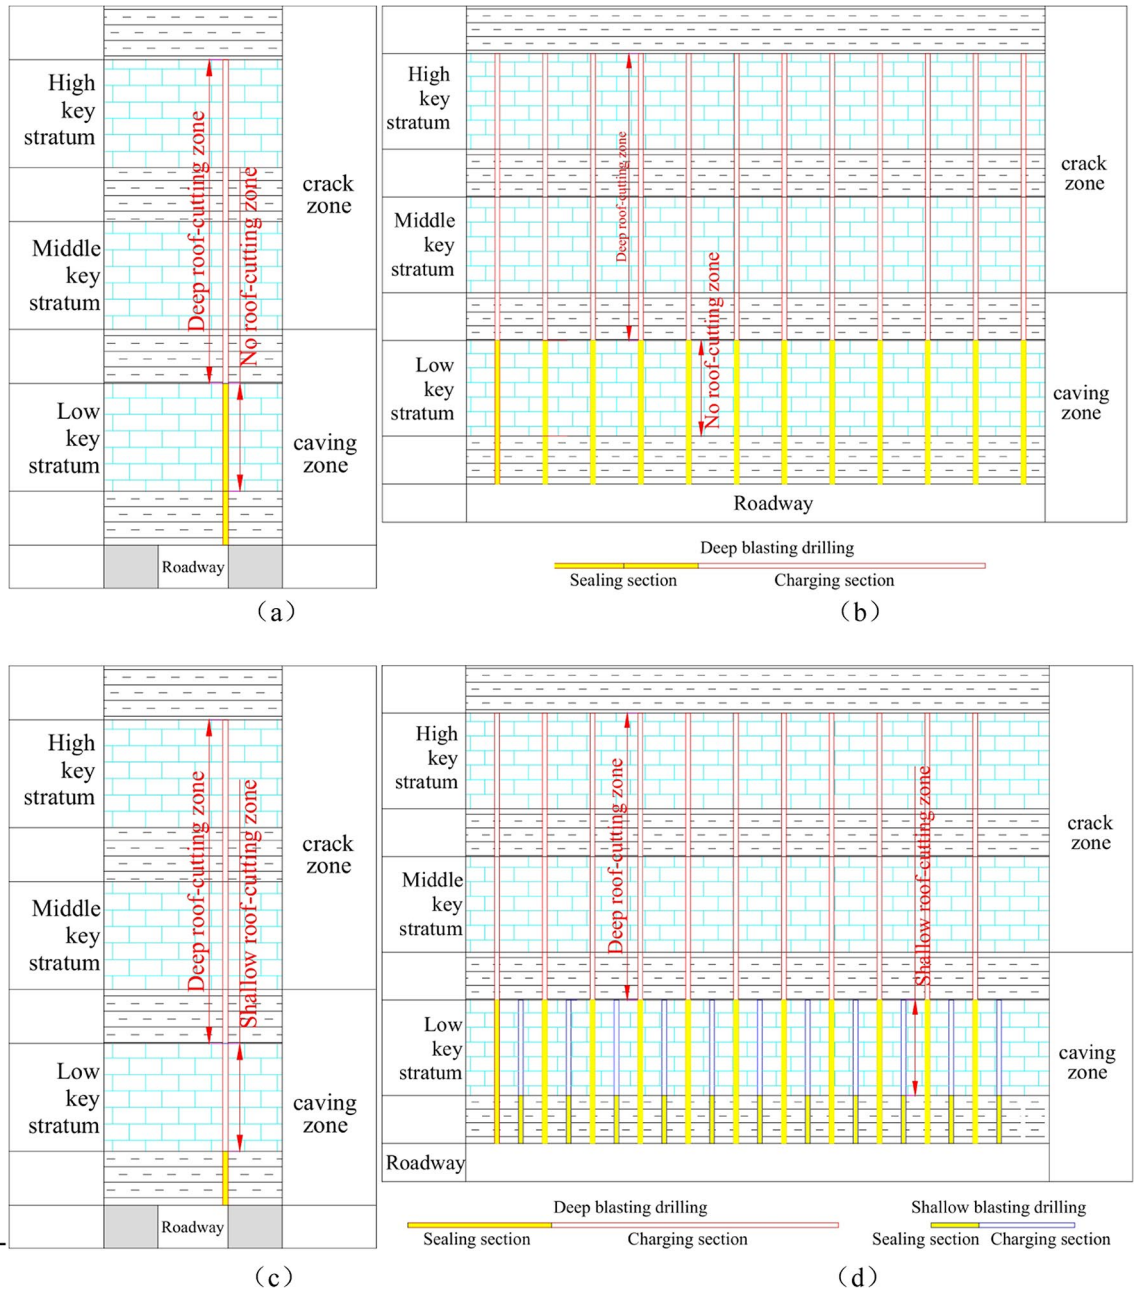 High
key
stratum
Middle
key
stratum
Low
key
stratum
Deep roof-cutting zone
No roof-cutting zone
crack
zone
caving
zone
Roadway
(a)
High
key
stratum
Middle
key
stratum
Low
key
stratum
Deep roof-cutting zone
No roof-cutting zone
crack
zone
caving
zone
Roadway
Deep blasting drilling
Sealing section
Charging section
(b)
High
key
stratum
Middle
key
stratum
Low
key
stratum
Deep roof-cutting zone
Shallow roof-cutting zone
crack
zone
caving
zone
Roadway
(c)
High
key
stratum
Middle
key
stratum
Low
key
stratum
Roadway
Deep roof-cutting zone
Shallow roof-cutting zone
crack
zone
caving
zone
Deep blasting drilling
Sealing section
Charging section
Shallow blasting drilling
Sealing section
Charging section
(d)